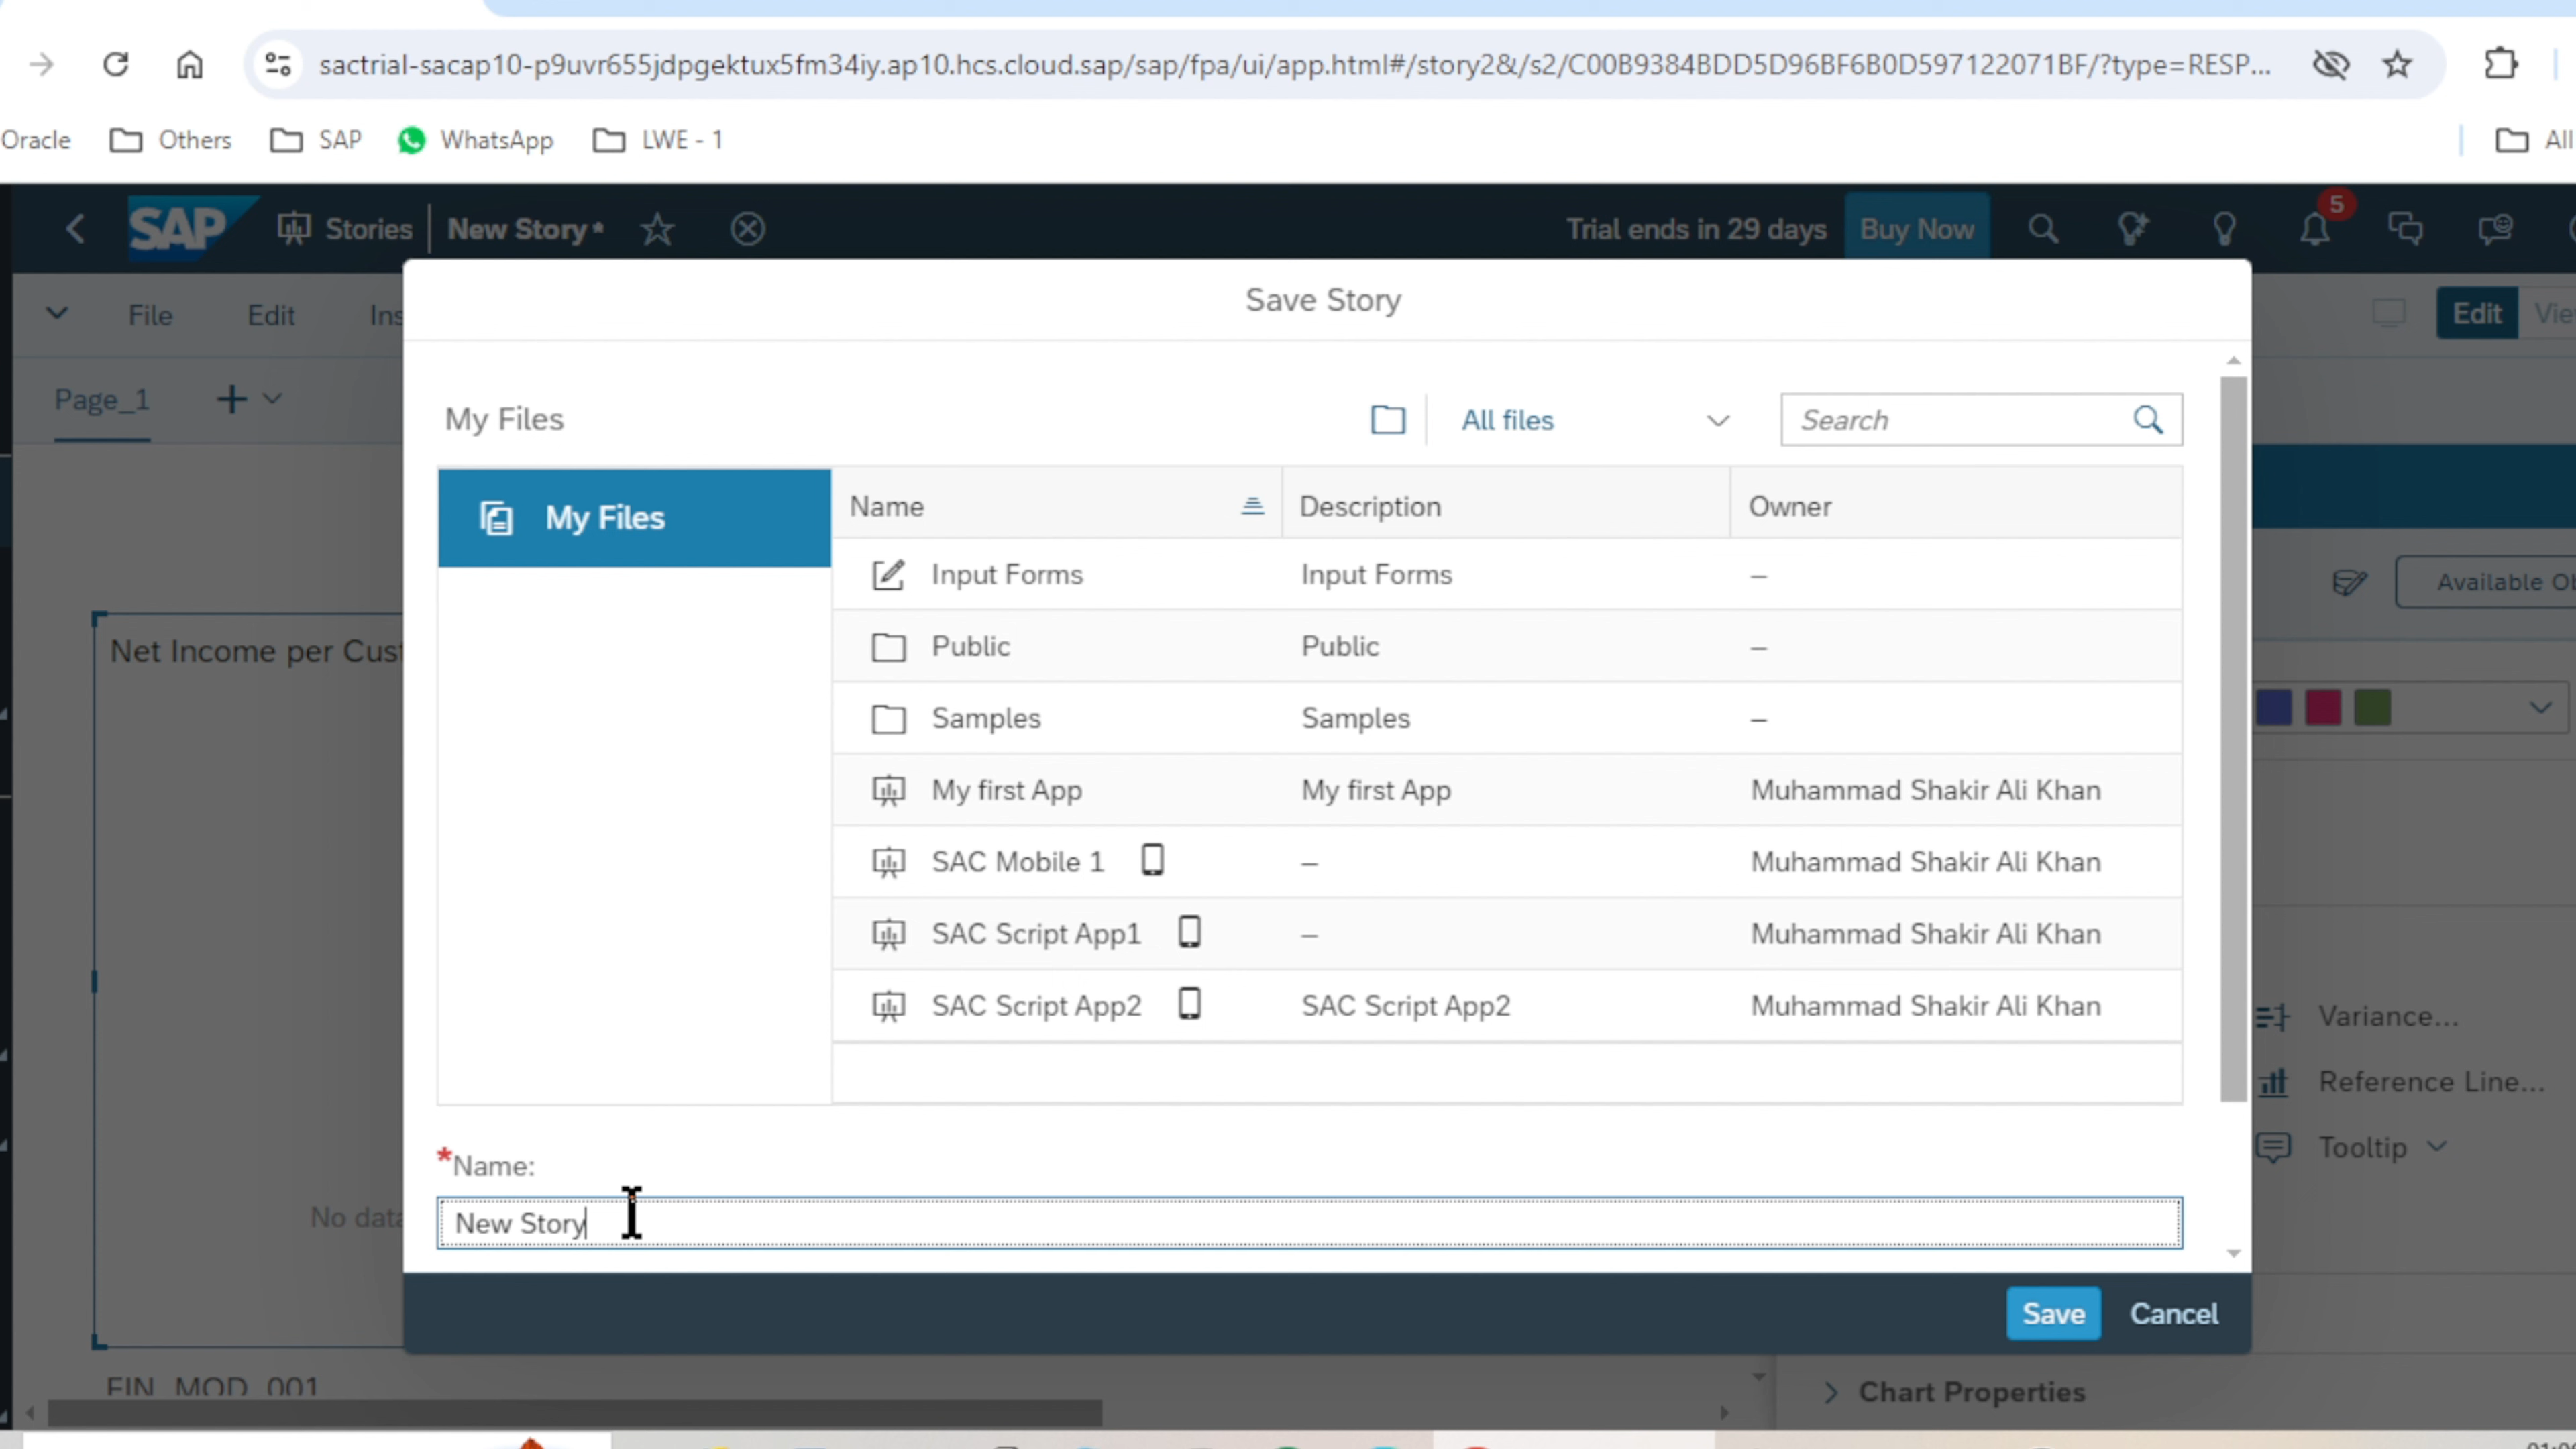 sactrial-sacap10-p9uvr655jdpgektux5fm34iy.ap10.hcs.cloud.sap/sap/fpa/ui/app.html#/story2&/s2/C00B9384BDD5D96BF6B0D597122071BF/?type=RESP...
Oracle Others SAP WhatsApp LWE - 1 All
SAP Stories New Story* Trial ends in 29 days Buy Now 5
Save Story
File Edit Edit
Page_1
My Files All files Search
My Files
Name Description Owner
Input Forms Input Forms –
Public Public –
Samples Samples –
My first App My first App Muhammad Shakir Ali Khan
SAC Mobile 1 – Muhammad Shakir Ali Khan
SAC Script App1 – Muhammad Shakir Ali Khan
SAC Script App2 SAC Script App2 Muhammad Shakir Ali Khan
Available
Net Income per
Variance...
Reference Line...
Tooltip
*Name:
New Story
No data
Save Cancel
FIN_MOD_001
Chart Properties